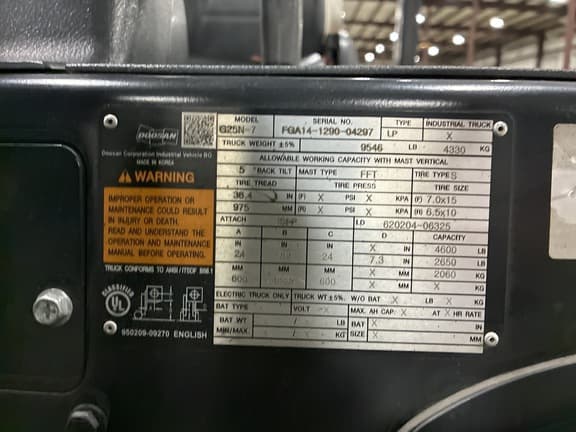 DOOSAN
Doosan Corporation Industrial Vehicle BG
MADE IN KOREA
WARNING
IMPROPER OPERATION OR
MAINTENANCE COULD RESULT
IN INJURY OR DEATH.
READ AND UNDERSTAND THE
OPERATION AND MAINTENANCE
MANUAL BEFORE OPERATING.
TRUCK CONFORMS TO ANSI/ITSDF B56.1
CLASSIFIED
UL
950209-09270 ENGLISH
MODEL SERIAL NO. TYPE INDUSTRIAL TRUCK
G25N-7 FGA14-1290-04297 LP X
TRUCK WEIGHT ±5% 9546 LB 4330 KG
ALLOWABLE WORKING CAPACITY WITH MAST VERTICAL
5 °BACK TILT MAST TYPE FFT TIRE TYPE S
TIRE TREAD TIRE PRESS TIRE SIZE
38.4 IN (F) X PSI X KPA (F) 7.0x15
975 MM (R) X PSI X KPA (R) 6.5x10
ATTACH LD 620204-06325
A B C D CAPACITY
IN IN IN IN 4600 LB
24 24 7.3 2650 LB
MM MM MM MM 2060 KG
600 600 X X KG
ELECTRIC TRUCK ONLY TRUCK WT ±5%. W/O BAT X LB X KG
BAT TYPE VOLT X MAX. AH CAP. X AT X HR RATE
BAT WT / LB BAT X IN
MIN/MAX. / KG SIZE X MM